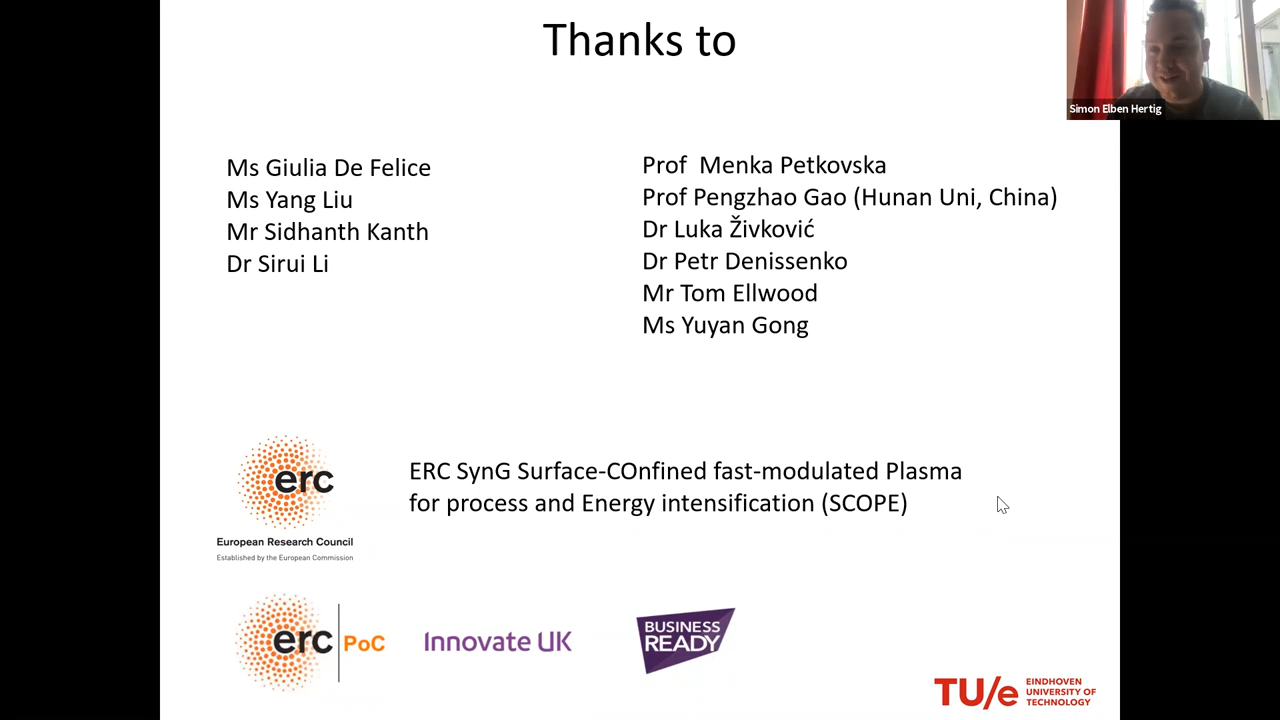 Thanks to
Simon Elben Hertig
Ms Giulia De Felice
Ms Yang Liu
Mr Sidhanth Kanth
Dr Sirui Li
Prof  Menka Petkovska
Prof Pengzhao Gao (Hunan Uni, China)
Dr Luka Živković
Dr Petr Denissenko
Mr Tom Ellwood
Ms Yuyan Gong
erc
European Research Council
Established by the European Commission
ERC SynG Surface-COnfined fast-modulated Plasma
for process and Energy intensification (SCOPE)
erc PoC
Innovate UK
BUSINESS
READY
TU/e
EINDHOVEN
UNIVERSITY OF
TECHNOLOGY